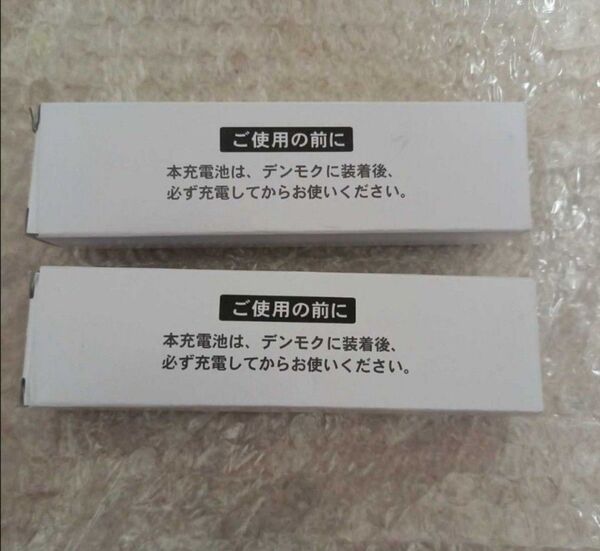 ご使用の前に
本充電池は、デンモクに装着後、
必ず充電してからお使いください。
ご使用の前に
本充電池は、デンモクに装着後、
必ず充電してからお使いください。